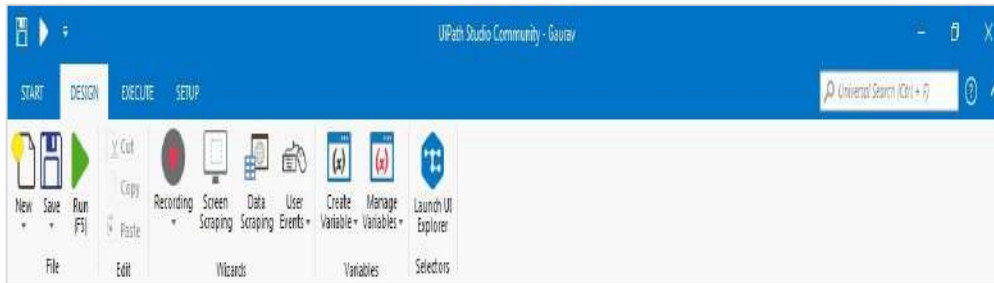 UiPath Studio Community - Gaurav
START DESIGN EXECUTE SETUP
Universal Search (Ctrl + F)
New
Save
Run
(F5)
File
Cut
Copy
Paste
Edit
Recording
Screen
Scraping
Data
Scraping
User
Events
Wizards
(x)
Create
Variable
(x)
Manage
Variables
Variables
Launch UI
Explorer
Selectors